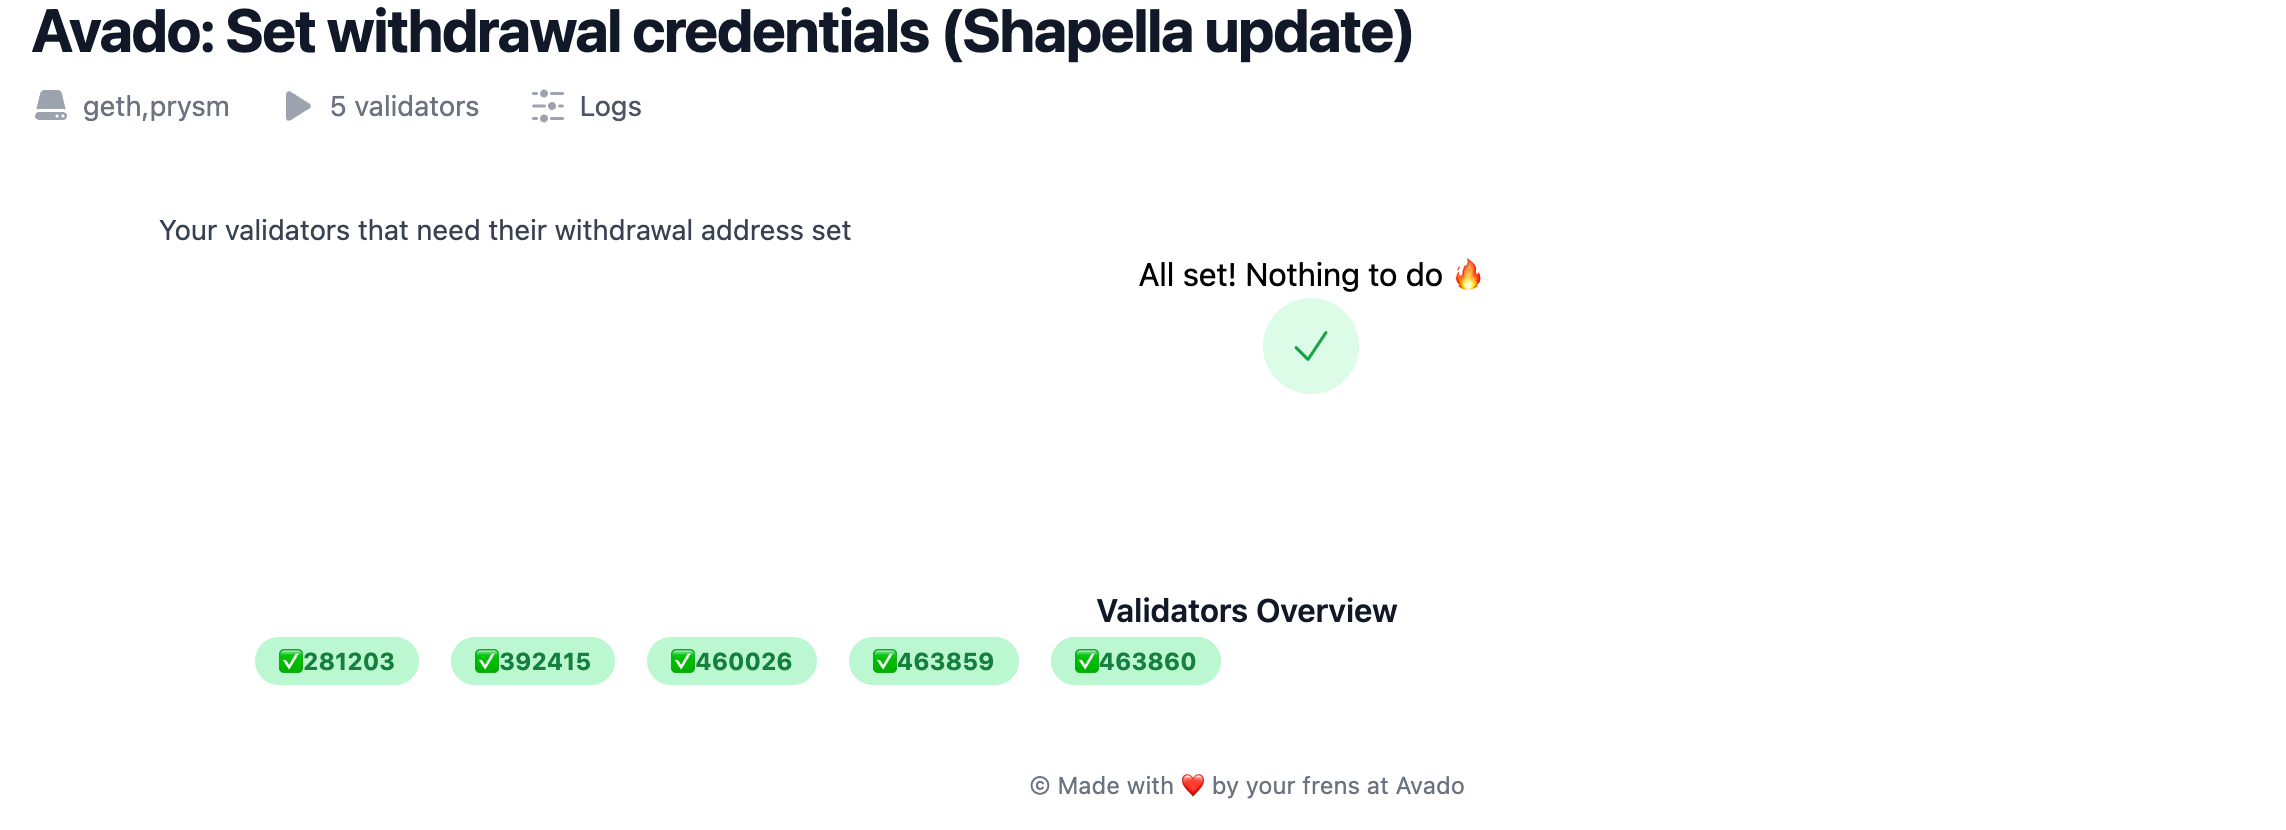 Avado: Set withdrawal credentials (Shapella update)
geth,prysm 5 validators Logs
Your validators that need their withdrawal address set
All set! Nothing to do 🔥
Validators Overview
✅281203 ✅392415 ✅460026 ✅463859 ✅463860
© Made with ❤️ by your frens at Avado